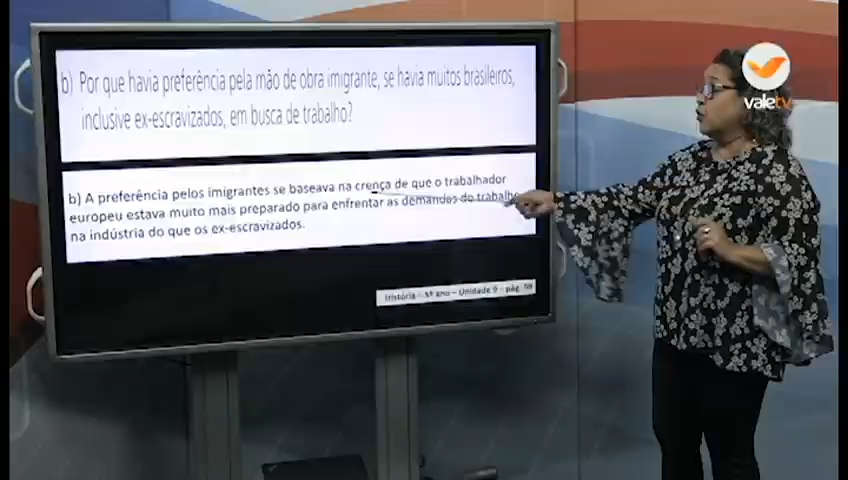 b) Por que havia preferência pela mão de obra imigrante, se havia muitos brasileiros,
inclusive ex-escravizados, em busca de trabalho?
b) A preferência pelos imigrantes se baseava na crença de que o trabalhador
europeu estava muito mais preparado para enfrentar as demandas do trabalho
na indústria do que os ex-escravizados.
História – 5º ano – Unidade 9 – pág.
valetv